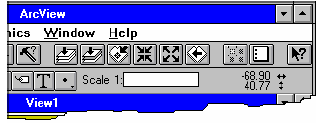 ArcView
nics Window Help
T Scale 1: -68.90
40.77
View1